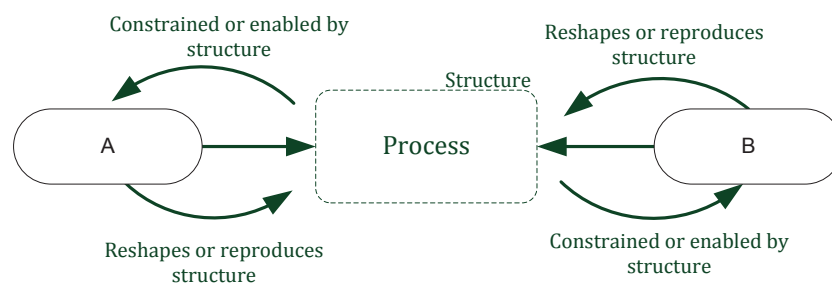 Constrained or enabled by
structure
Reshapes or reproduces
structure
Structure
A
Process
B
Reshapes or reproduces
structure
Constrained or enabled by
structure